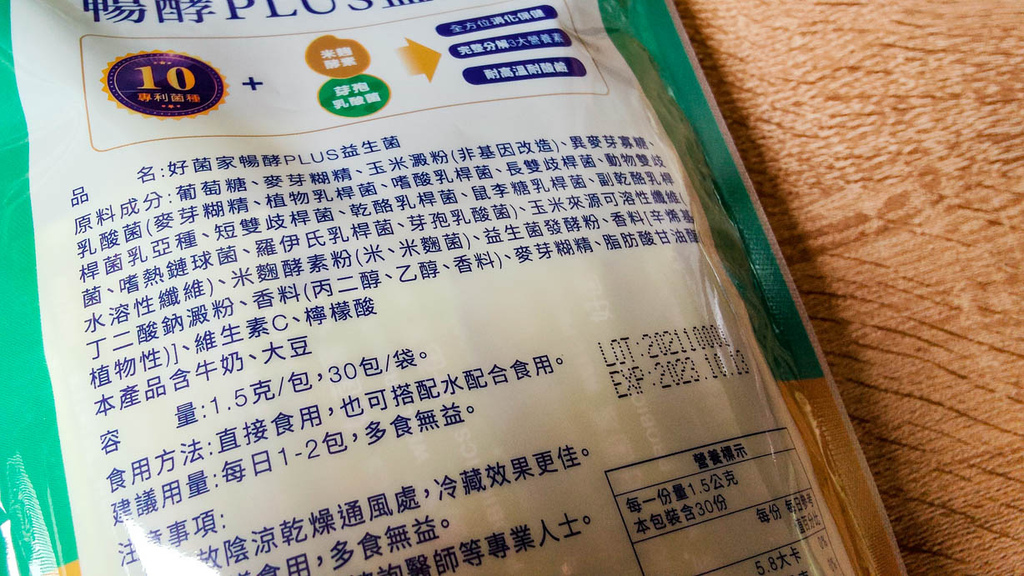 暢酵PLUS益
10
專利菌種
+
米麴
酵素
芽孢
乳酸菌
全方位消化保健
完整分解3大營養素
耐高溫耐酸鹼
品 名:好菌家暢酵PLUS益生菌
原料成分:葡萄糖、麥芽糊精、玉米澱粉(非基因改造)、異麥芽寡糖、
乳酸菌(麥芽糊精、植物乳桿菌、嗜酸乳桿菌、長雙歧桿菌、動物雙歧
桿菌乳亞種、短雙歧桿菌、乾酪乳桿菌、鼠李糖乳桿菌、副乾酪乳桿
菌、嗜熱鏈球菌、羅伊氏乳桿菌、芽孢乳酸菌)、玉米來源可溶性纖維(
水溶性纖維)、米麴酵素粉(米、米麴菌)、益生菌發酵粉、香料(辛烯基
丁二酸鈉澱粉、香料(丙二醇、乙醇、香料)、麥芽糊精、脂肪酸甘油酯
植物性)]、維生素C、檸檬酸
本產品含牛奶、大豆
容 量:1.5克/包,30包/袋。
食用方法:直接食用,也可搭配水配合食用。
建議用量:每日1-2包,多食無益。
注意事項:
放陰涼乾燥通風處,冷藏效果更佳。
食用,多食無益。
詢醫師等專業人士。
LOT:20211009
EXP:2023.10.10
營養標示
每一份量1.5公克
本包裝含30份
每份
5.8大卡